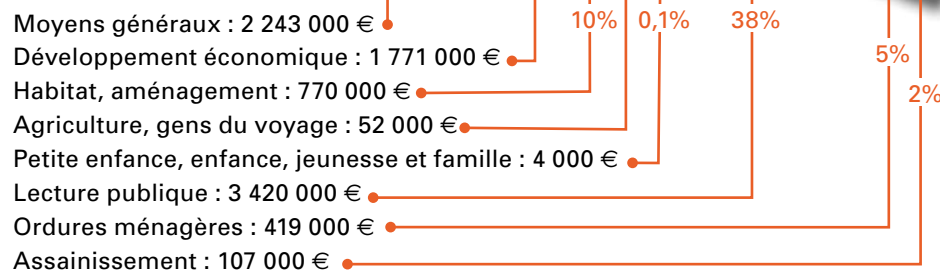 Moyens généraux : 2 243 000 €
10% 0,1% 38%
Développement économique : 1 771 000 €
5%
Habitat, aménagement : 770 000 €
2%
Agriculture, gens du voyage : 52 000 €
Petite enfance, enfance, jeunesse et famille : 4 000 €
Lecture publique : 3 420 000 €
Ordures ménagères : 419 000 €
Assainissement : 107 000 €